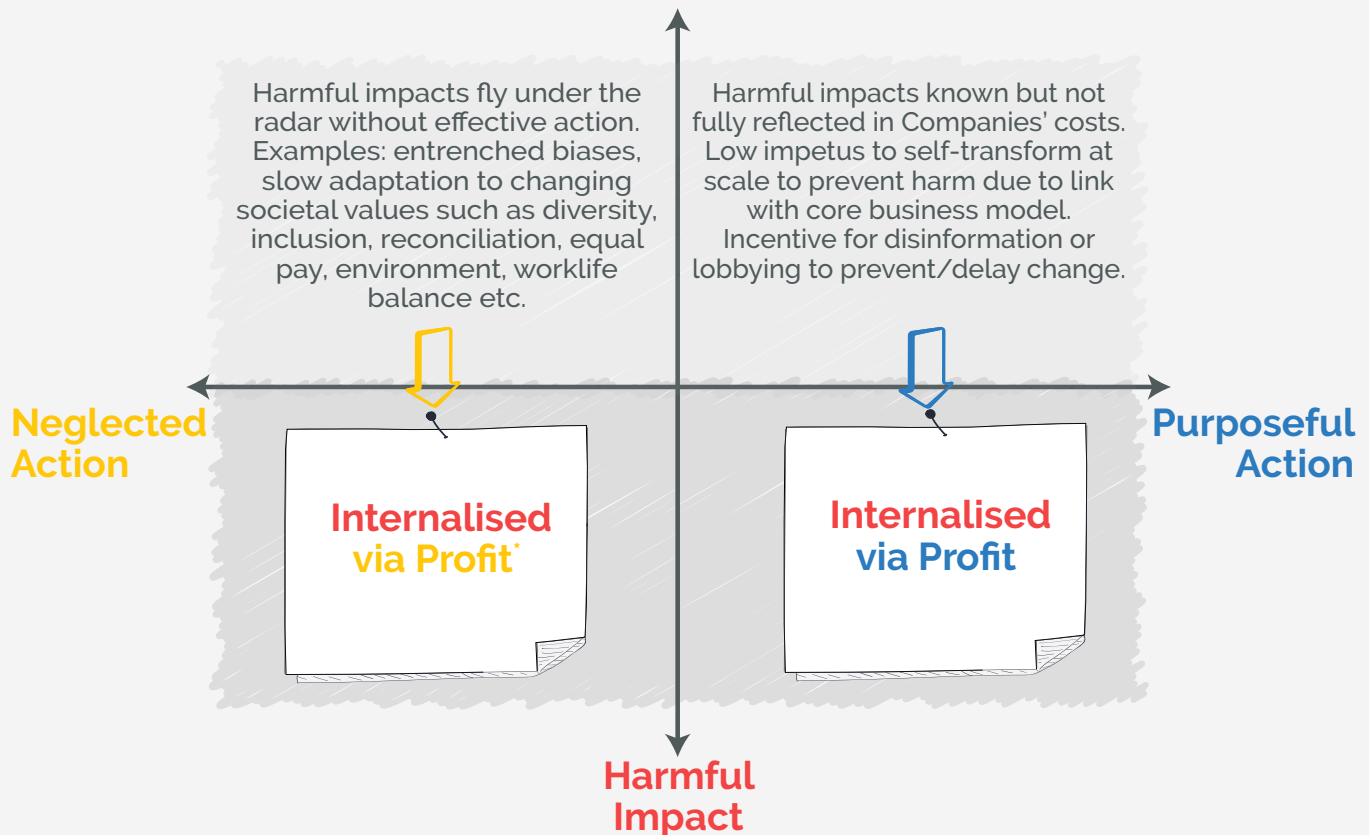 Harmful impacts fly under the
radar without effective action.
Examples: entrenched biases,
slow adaptation to changing
societal values such as diversity,
inclusion, reconciliation, equal
pay, environment, worklife
balance etc.
Harmful impacts known but not
fully reflected in Companies’ costs.
Low impetus to self-transform at
scale to prevent harm due to link
with core business model.
Incentive for disinformation or
lobbying to prevent/delay change.
Neglected
Action
Purposeful
Action
Internalised
via Profit*
Internalised
via Profit
Harmful
Impact